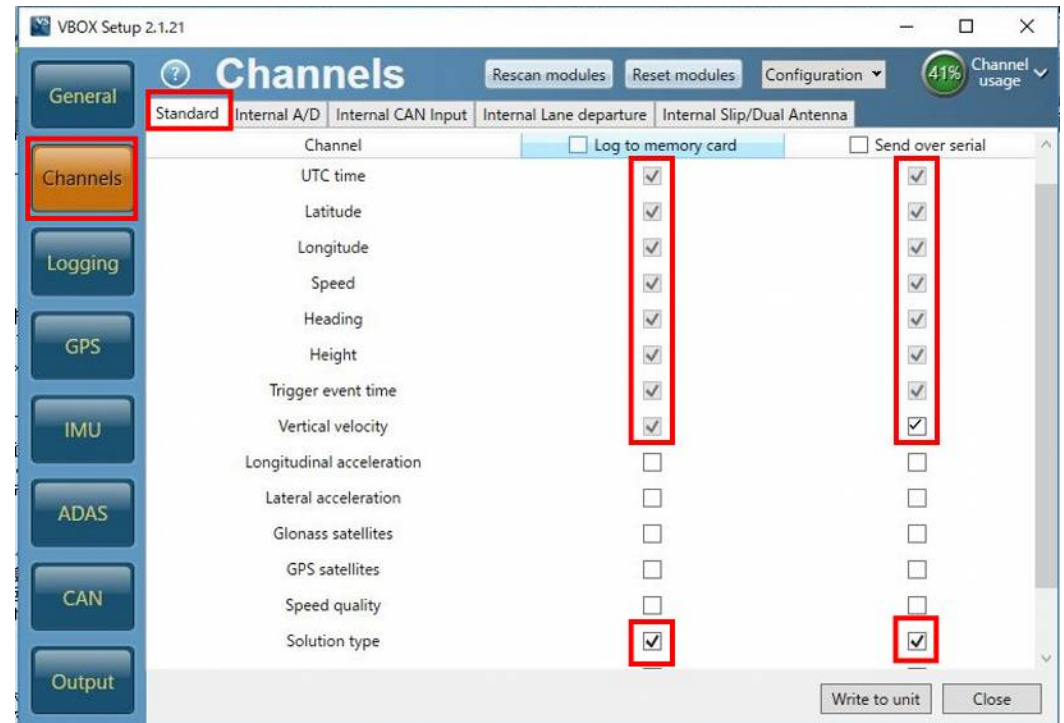 VBOX Setup 2.1.21
General
Channels
Logging
GPS
IMU
ADAS
CAN
Output
Channels
Rescan modules
Reset modules
Configuration
41%
Channel
usage
Standard
Internal A/D
Internal CAN Input
Internal Lane departure
Internal Slip/Dual Antenna
Channel
Log to memory card
Send over serial
UTC time
Latitude
Longitude
Speed
Heading
Height
Trigger event time
Vertical velocity
Longitudinal acceleration
Lateral acceleration
Glonass satellites
GPS satellites
Speed quality
Solution type
Write to unit
Close